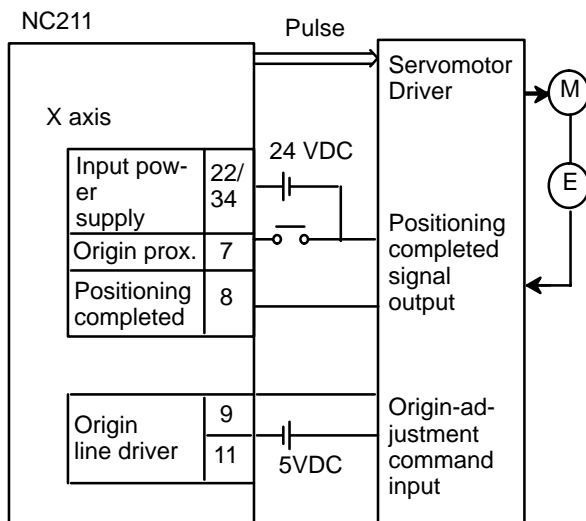 NC211
Pulse
Servomotor
Driver
M
X axis
24 VDC
Input pow-
er
supply
22/
34
E
Origin prox.
7
Positioning
completed
8
Positioning
completed
signal
output
Origin
line driver
9
11
5VDC
Origin-ad-
justment
command
input